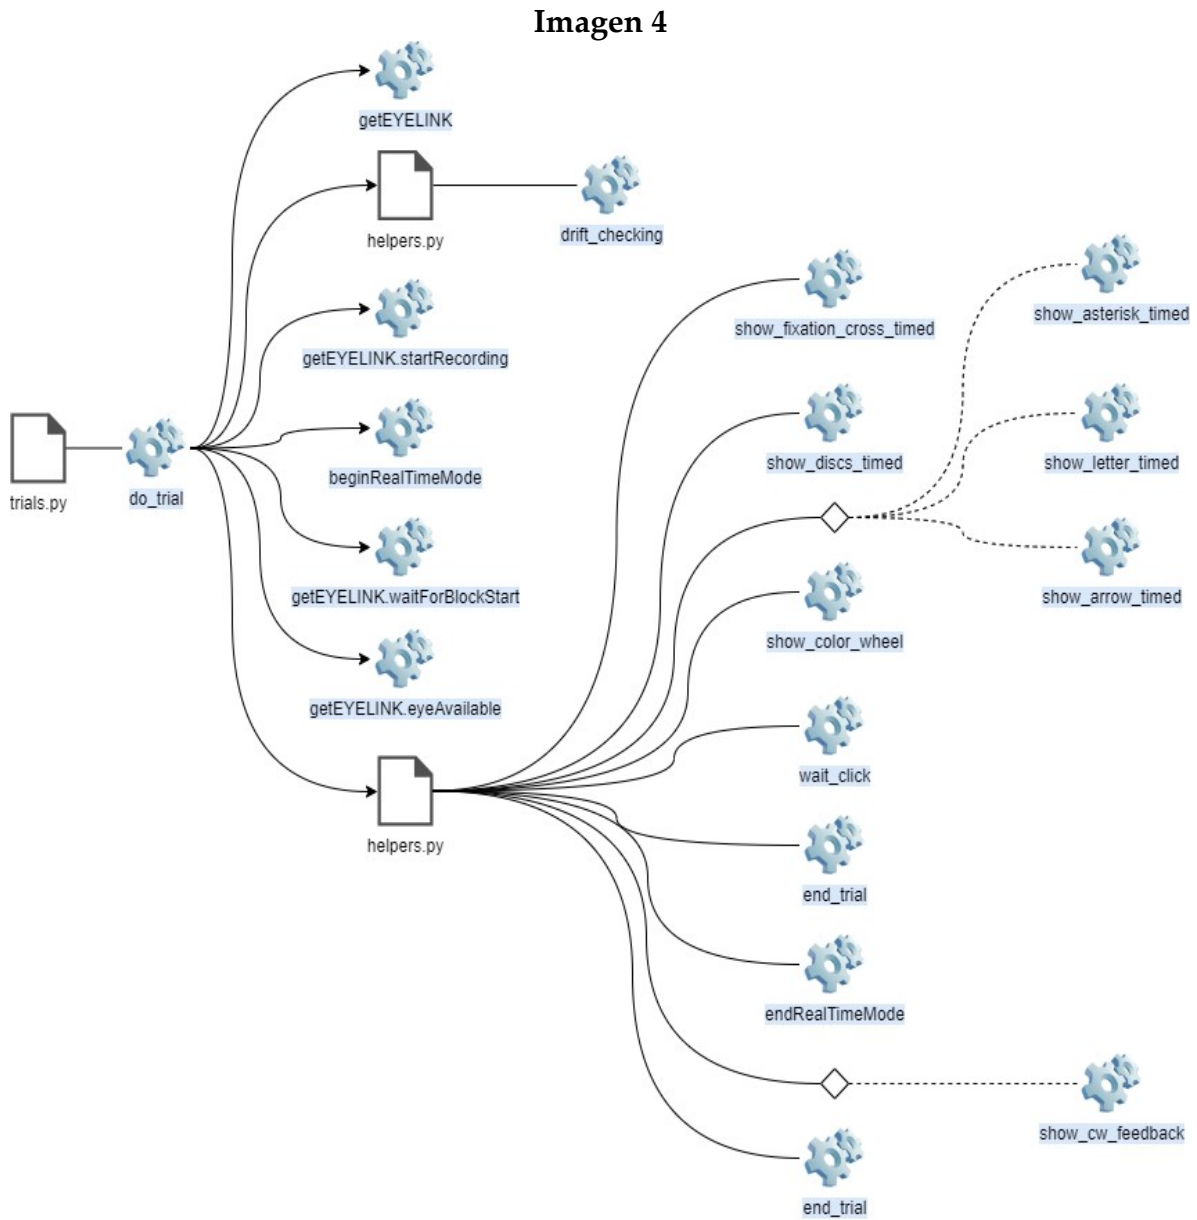 Imagen 4
getEYELINK
helpers.py
drift_checking
getEYELINK.startRecording
trials.py
do_trial
beginRealTimeMode
getEYELINK.waitForBlockStart
getEYELINK.eyeAvailable
helpers.py
show_fixation_cross_timed
show_discs_timed
show_asterisk_timed
show_letter_timed
show_arrow_timed
show_color_wheel
wait_click
end_trial
endRealTimeMode
show_cw_feedback
end_trial